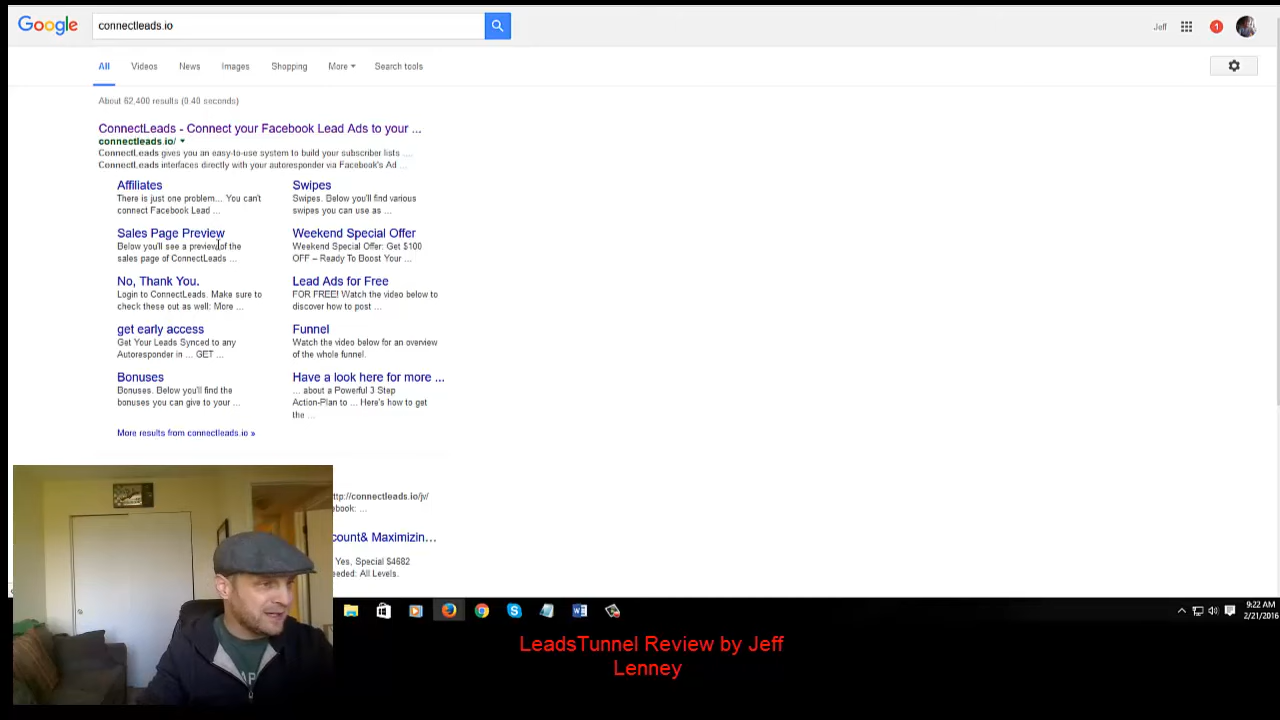 Google
connectleads.io
Jeff
1
All
Videos
News
Images
Shopping
More
Search tools
About 62,400 results (0.40 seconds)
ConnectLeads - Connect your Facebook Lead Ads to your ...
connectleads.io/
ConnectLeads gives you an easy-to-use system to build your subscriber lists ...
ConnectLeads interfaces directly with your autoresponder via Facebook's Ad ...
Affiliates
There is just one problem... You can't
connect Facebook Lead ...
Swipes
Swipes. Below you'll find various
swipes you can use as ...
Sales Page Preview
Below you'll see a preview of the
sales page of ConnectLeads ...
Weekend Special Offer
Weekend Special Offer: Get $100
OFF – Ready To Boost Your ...
No, Thank You.
Login to ConnectLeads. Make sure to
check these out as well: More ...
Lead Ads for Free
FOR FREE! Watch the video below to
discover how to post ...
get early access
Get Your Leads Synced to any
Autoresponder in ... GET ...
Funnel
Watch the video below for an overview
of the whole funnel.
Bonuses
Bonuses. Below you'll find the
bonuses you can give to your ...
Have a look here for more ...
... about a Powerful 3 Step
Action-Plan to ... Here's how to get
the ...
More results from connectleads.io »
ttp://connectleads.io/jv/
book: ...
count& Maximizin...
Yes, Special $4682
eeded: All Levels.
9:22 AM
2/21/2016
LeadsTunnel Review by Jeff
Lenney